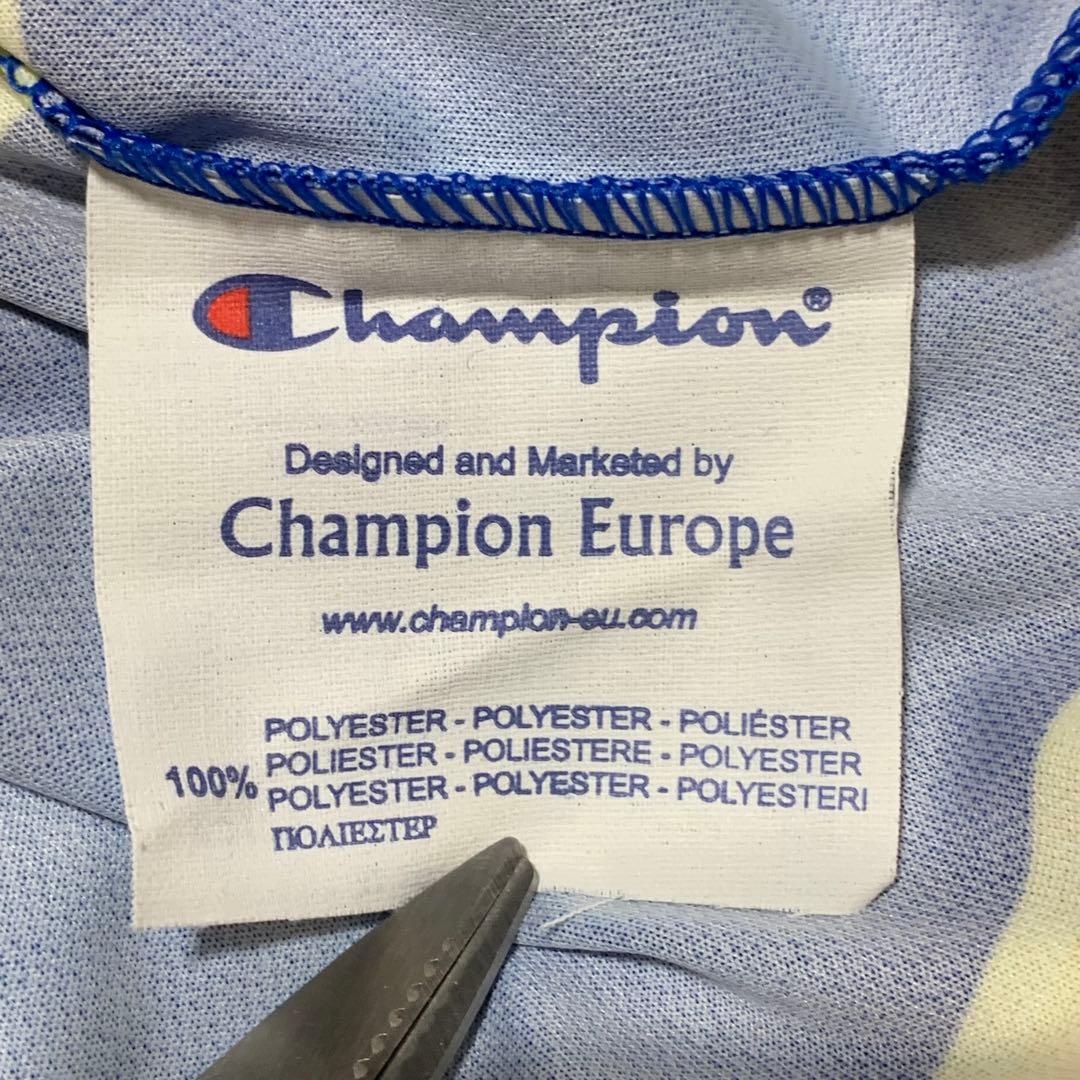 Champion®
Designed and Marketed by
Champion Europe
www.champion-eu.com
POLYESTER - POLYESTER - POLIÉSTER
POLIESTER - POLIESTERE - POLYESTER
100% POLYESTER - POLYESTER - POLYESTERI
ΠΟΛΙΕΣΤΕΡ